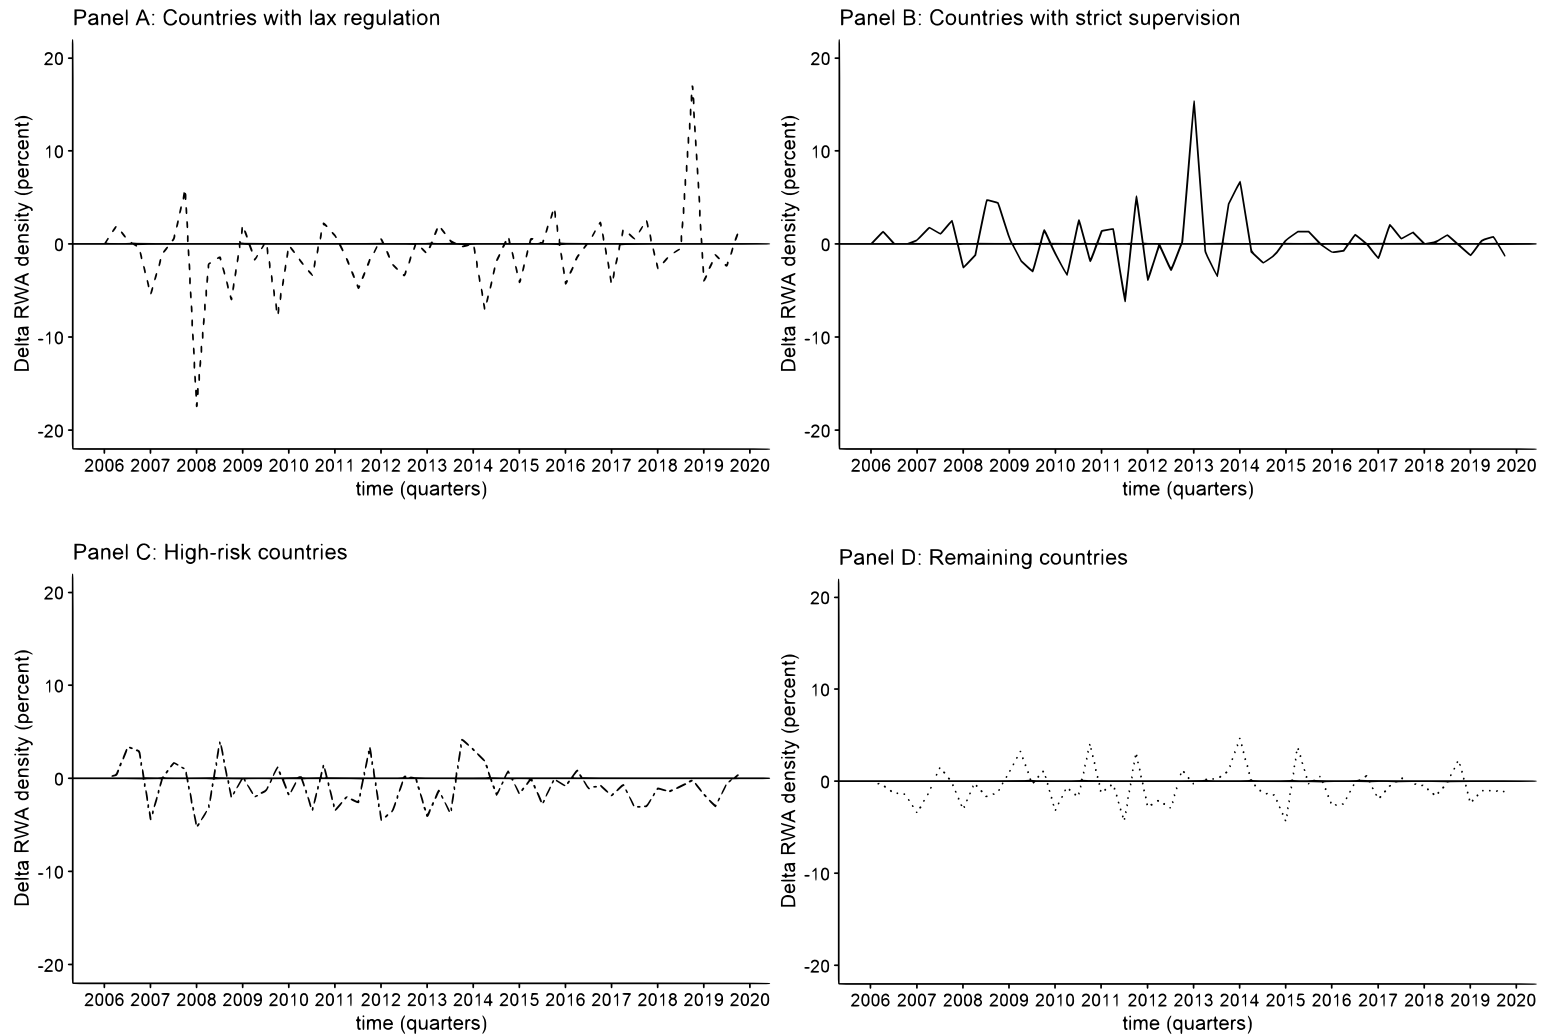 Panel A: Countries with lax regulation
Delta RWA density (percent)
20
10
0
-10
-20
2006 2007 2008 2009 2010 2011 2012 2013 2014 2015 2016 2017 2018 2019 2020
time (quarters)
Panel B: Countries with strict supervision
Delta RWA density (percent)
20
10
0
-10
-20
2006 2007 2008 2009 2010 2011 2012 2013 2014 2015 2016 2017 2018 2019 2020
time (quarters)
Panel C: High-risk countries
Delta RWA density (percent)
20
10
0
-10
-20
2006 2007 2008 2009 2010 2011 2012 2013 2014 2015 2016 2017 2018 2019 2020
time (quarters)
Panel D: Remaining countries
Delta RWA density (percent)
20
10
0
-10
-20
2006 2007 2008 2009 2010 2011 2012 2013 2014 2015 2016 2017 2018 2019 2020
time (quarters)